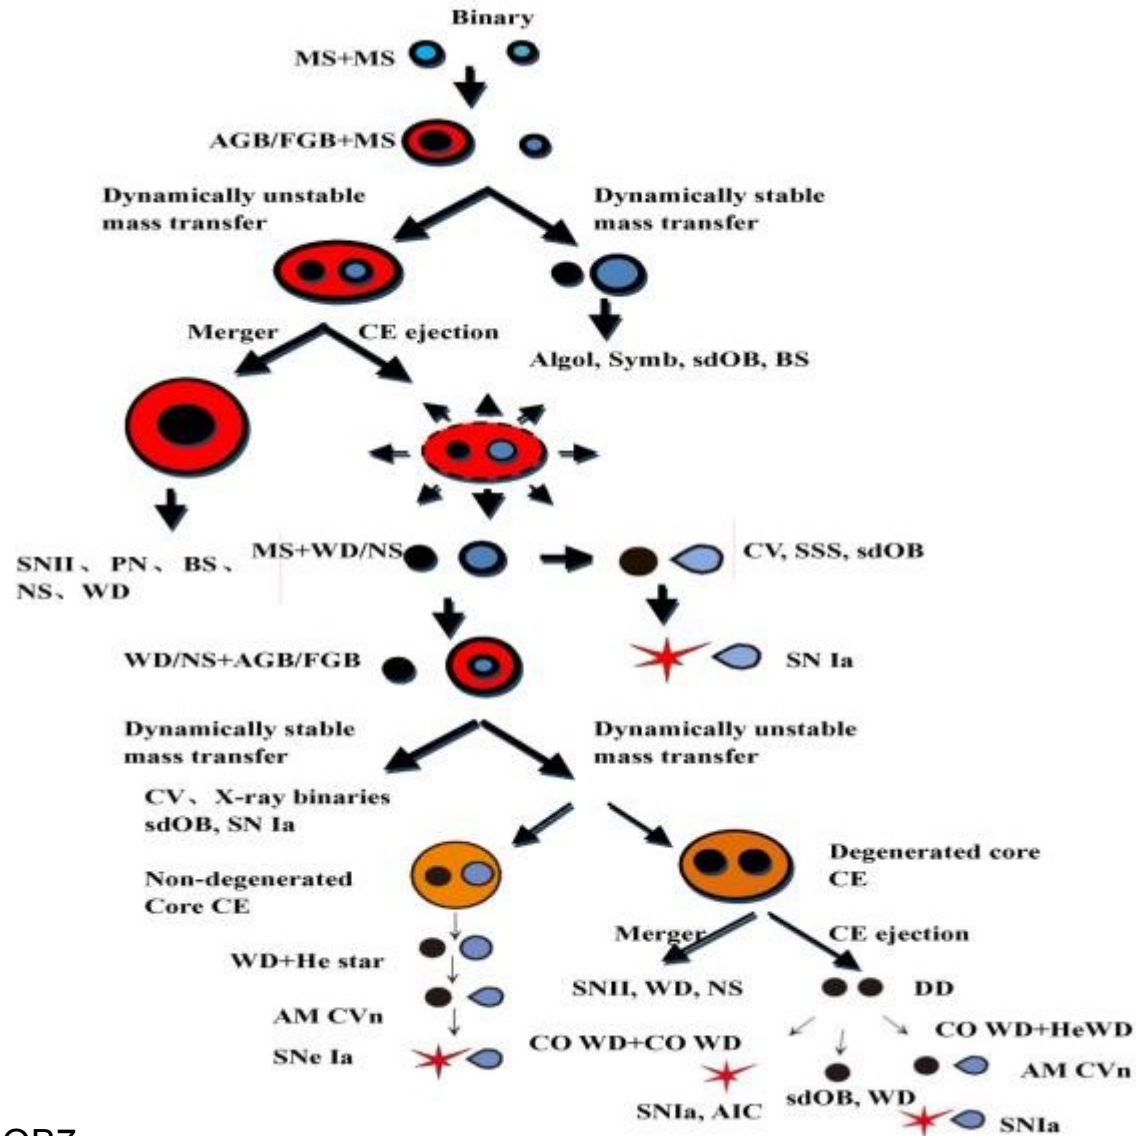 Binary
MS+MS
AGB/FGB+MS
Dynamically unstable
mass transfer
Dynamically stable
mass transfer
Merger
CE ejection
Algol, Symb, sdOB, BS
SNII、 PN、 BS、
NS、WD
MS+WD/NS
CV, SSS, sdOB
WD/NS+AGB/FGB
SN Ia
Dynamically stable
mass transfer
Dynamically unstable
mass transfer
CV、X-ray binaries
sdOB, SN Ia
Non-degenerated
Core CE
Degenerated core
CE
WD+He star
Merger
CE ejection
SNII, WD, NS
DD
AM CVn
SNe Ia
CO WD+CO WD
SNIa, AIC
sdOB, WD
CO WD+HeWD
AM CVn
SNIa